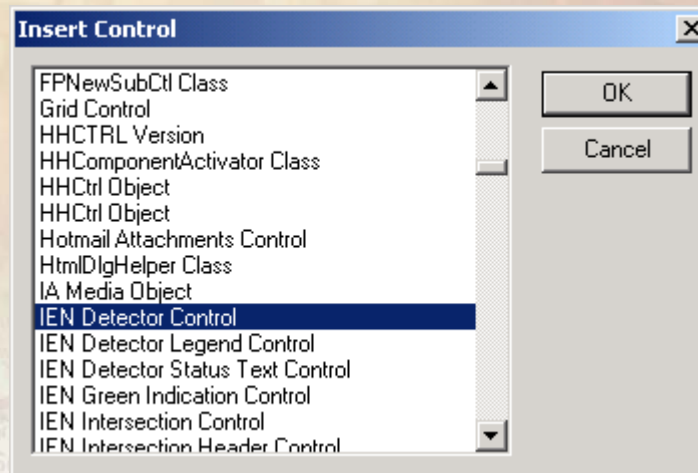 Insert Control
FPNewSubCtl Class
Grid Control
HHCTRL Version
HHComponentActivator Class
HHCtrl Object
HHCtrl Object
Hotmail Attachments Control
HtmlDlgHelper Class
IA Media Object
IEN Detector Control
IEN Detector Legend Control
IEN Detector Status Text Control
IEN Green Indication Control
IEN Intersection Control
IEN Intersection Header Control
OK
Cancel